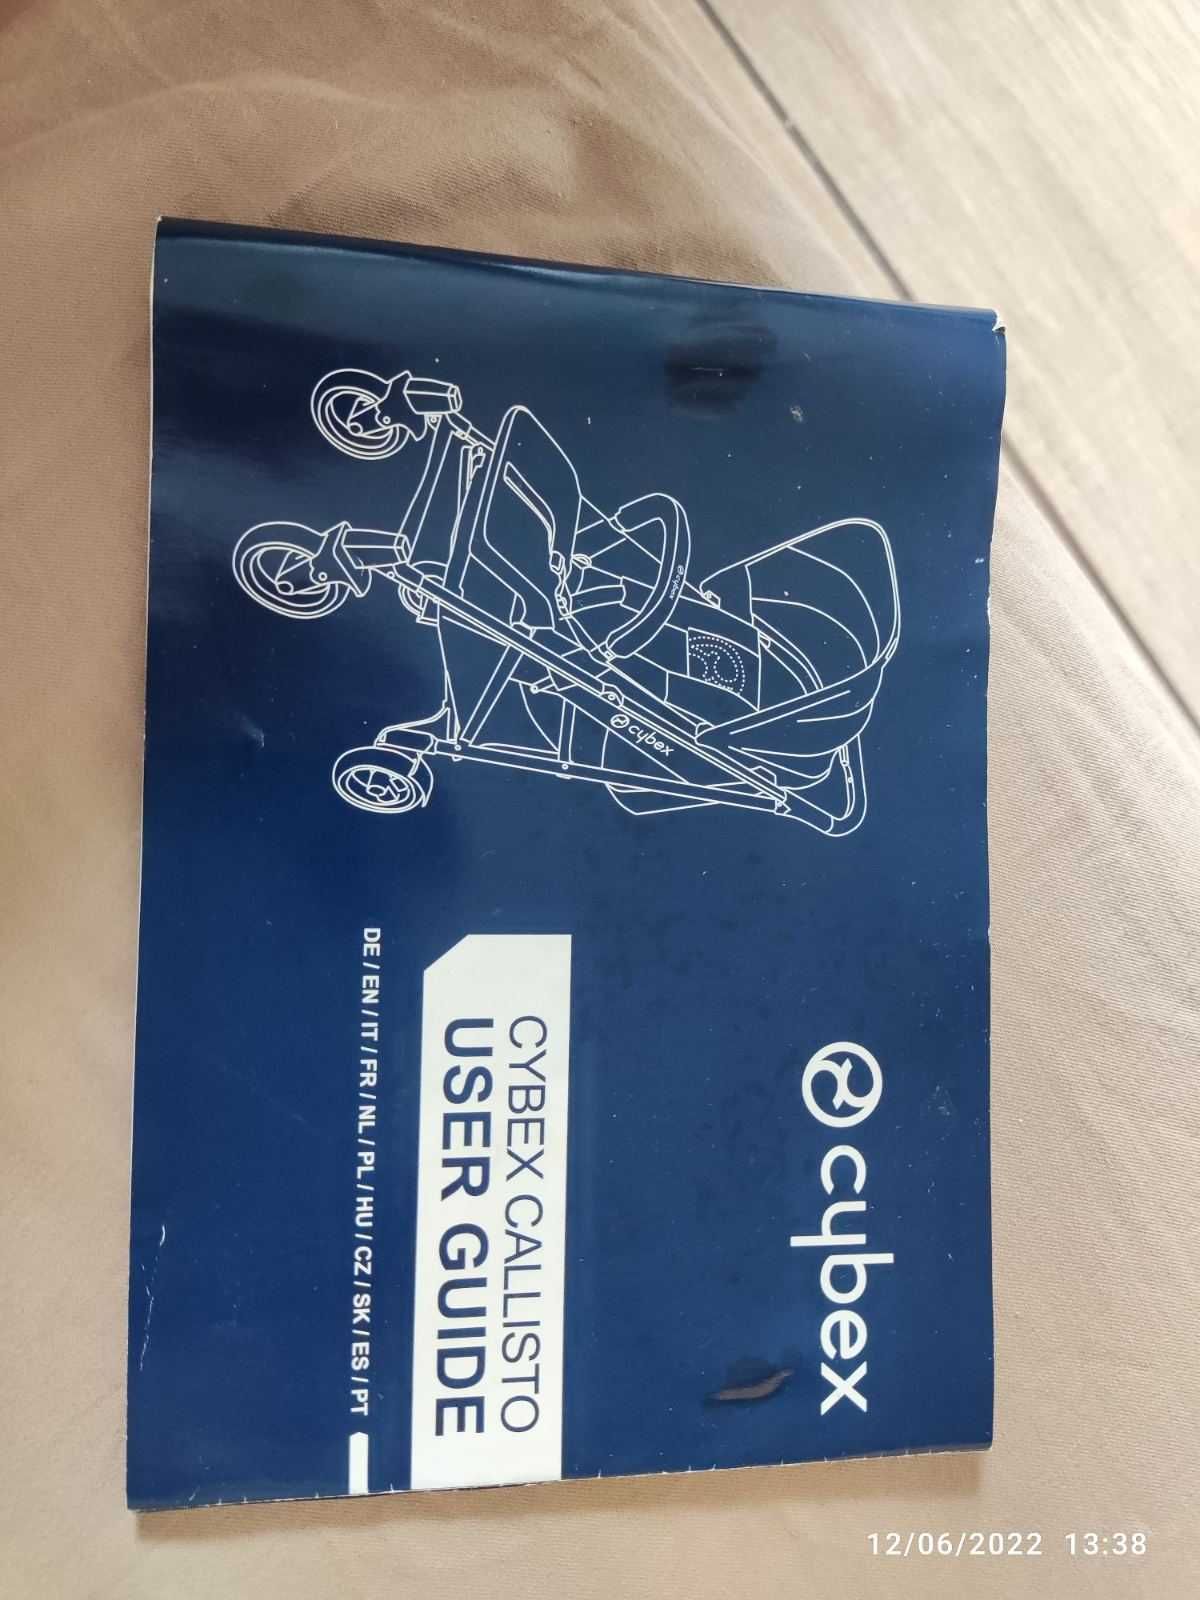 cybex
CYBEX CALLISTO
USER GUIDE
DE / EN / IT / FR / NL / PL / HU / CZ / SK / ES / PT
cybex
cybex
12/06/2022 13:38